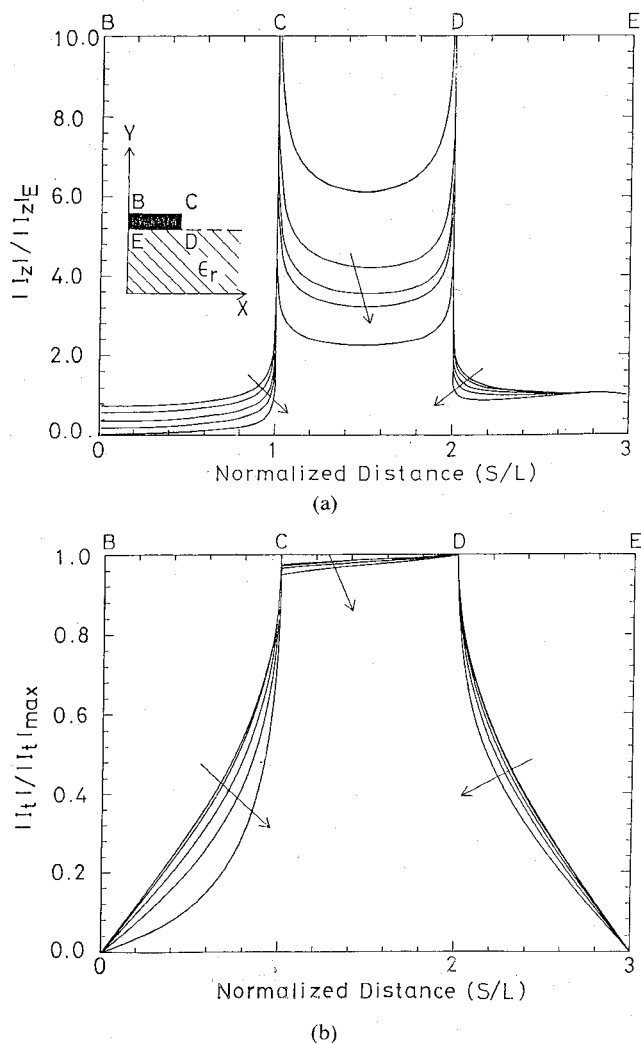 B C D E
10.0
8.0
6.0
4.0
2.0
0.0
|I_z|/|I_z|_E
Y
B C
E D
ϵ_r
X
0 1 2 3
Normalized Distance (S/L)
(a)
B C D E
1.0
0.8
0.6
0.4
0.2
0.0
|I_t|/|I_t|_max
0 1 2 3
Normalized Distance (S/L)
(b)